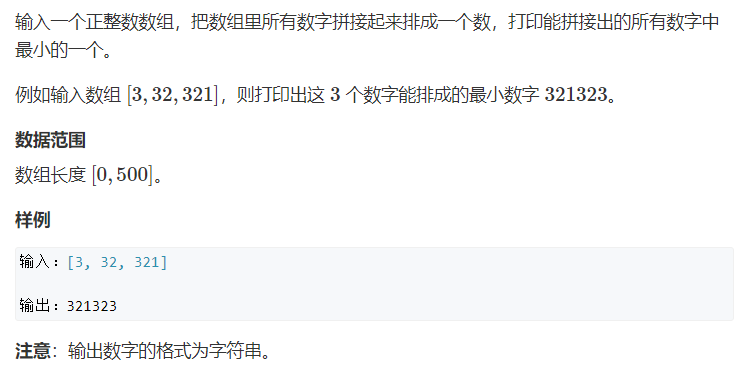 输入一个正整数数组，把数组里所有数字拼接起来排成一个数，打印能拼接出的所有数字中
最小的一个。
例如输入数组 [3, 32, 321]，则打印出这 3 个数字能排成的最小数字 321323。
数据范围
数组长度 [0, 500]。
样例
输入：[3, 32, 321]
输出：321323
注意：输出数字的格式为字符串。